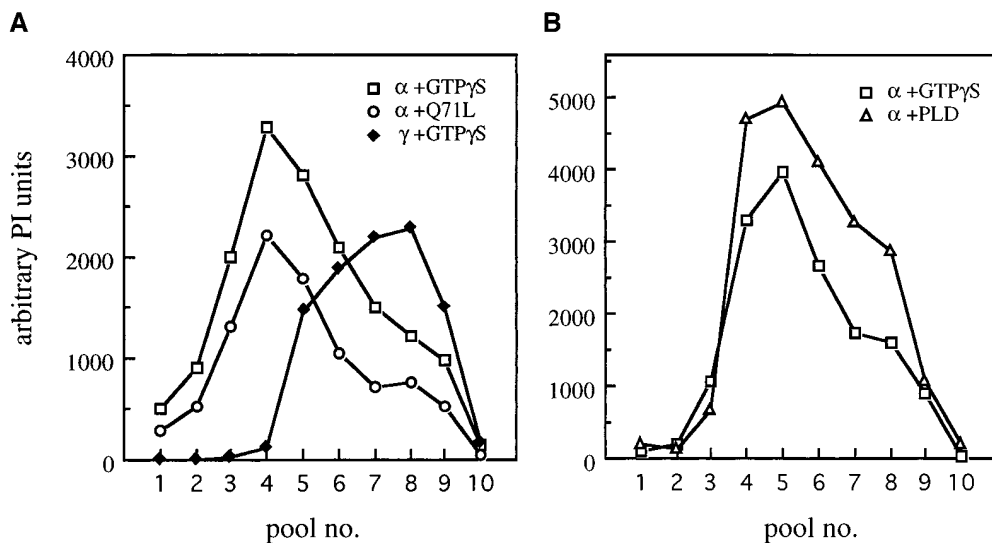 A
arbitrary PI units
4000
3000
2000
1000
0
α +GTPγS
α +Q71L
γ +GTPγS
1 2 3 4 5 6 7 8 9 10
pool no.
B
5000
4000
3000
2000
1000
0
α +GTPγS
α +PLD
1 2 3 4 5 6 7 8 9 10
pool no.